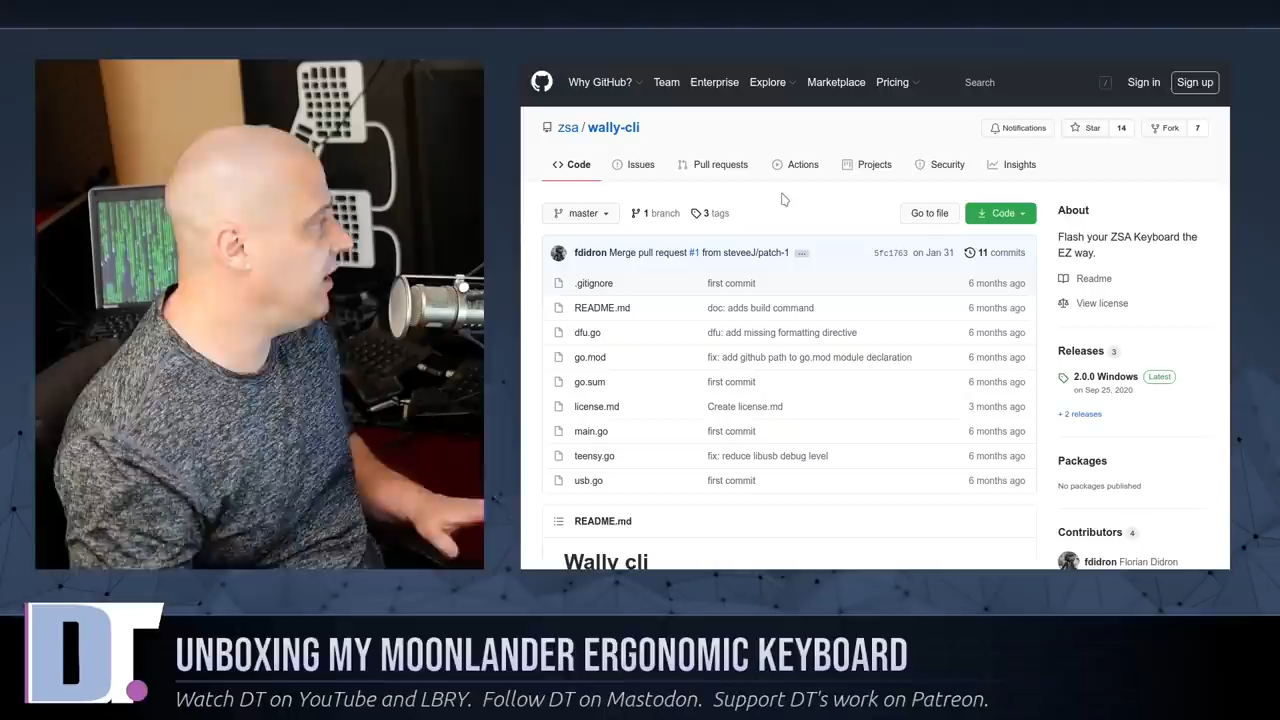 Why GitHub? Team Enterprise Explore Marketplace Pricing Search / Sign in Sign up
zsa / wally-cli Notifications Star 14 Fork 7
<> Code Issues Pull requests Actions Projects Security Insights
master 1 branch 3 tags Go to file Code
About
Flash your ZSA Keyboard the
EZ way.
Readme
View license
Releases 3
2.0.0 Windows Latest
on Sep 25, 2020
+ 2 releases
Packages
No packages published
Contributors 4
fdidron Florian Didron
fdidron Merge pull request #1 from steveeJ/patch-1 ... 5fc1763 on Jan 31 11 commits
.gitignore first commit 6 months ago
README.md doc: adds build command 6 months ago
dfu.go dfu: add missing formatting directive 6 months ago
go.mod fix: add github path to go.mod module declaration 6 months ago
go.sum first commit 6 months ago
license.md Create license.md 3 months ago
main.go first commit 6 months ago
teensy.go fix: reduce libusb debug level 6 months ago
usb.go first commit 6 months ago
README.md
Wally cli
DT.
UNBOXING MY MOONLANDER ERGONOMIC KEYBOARD
Watch DT on YouTube and LBRY. Follow DT on Mastodon. Support DT's work on Patreon.